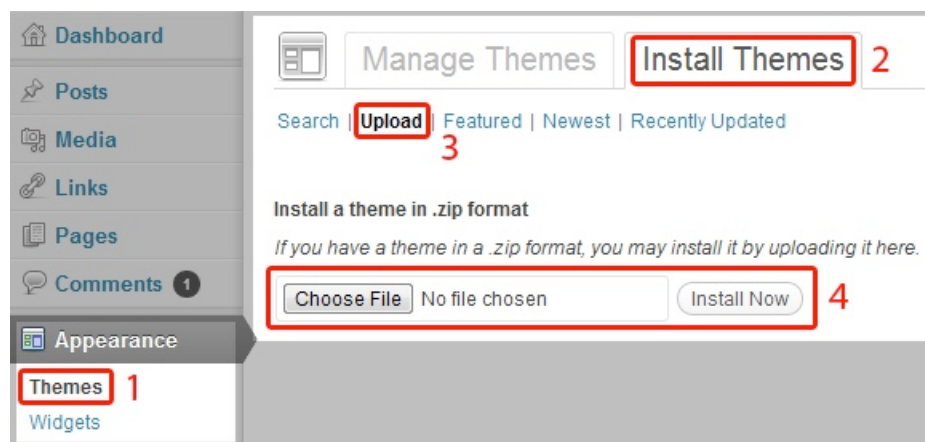 Dashboard
Posts
Media
Links
Pages
Comments 1
Appearance
Themes 1
Widgets
Manage Themes Install Themes 2
Search | Upload | Featured | Newest | Recently Updated
3
Install a theme in .zip format
If you have a theme in a .zip format, you may install it by uploading it here.
Choose File No file chosen Install Now 4